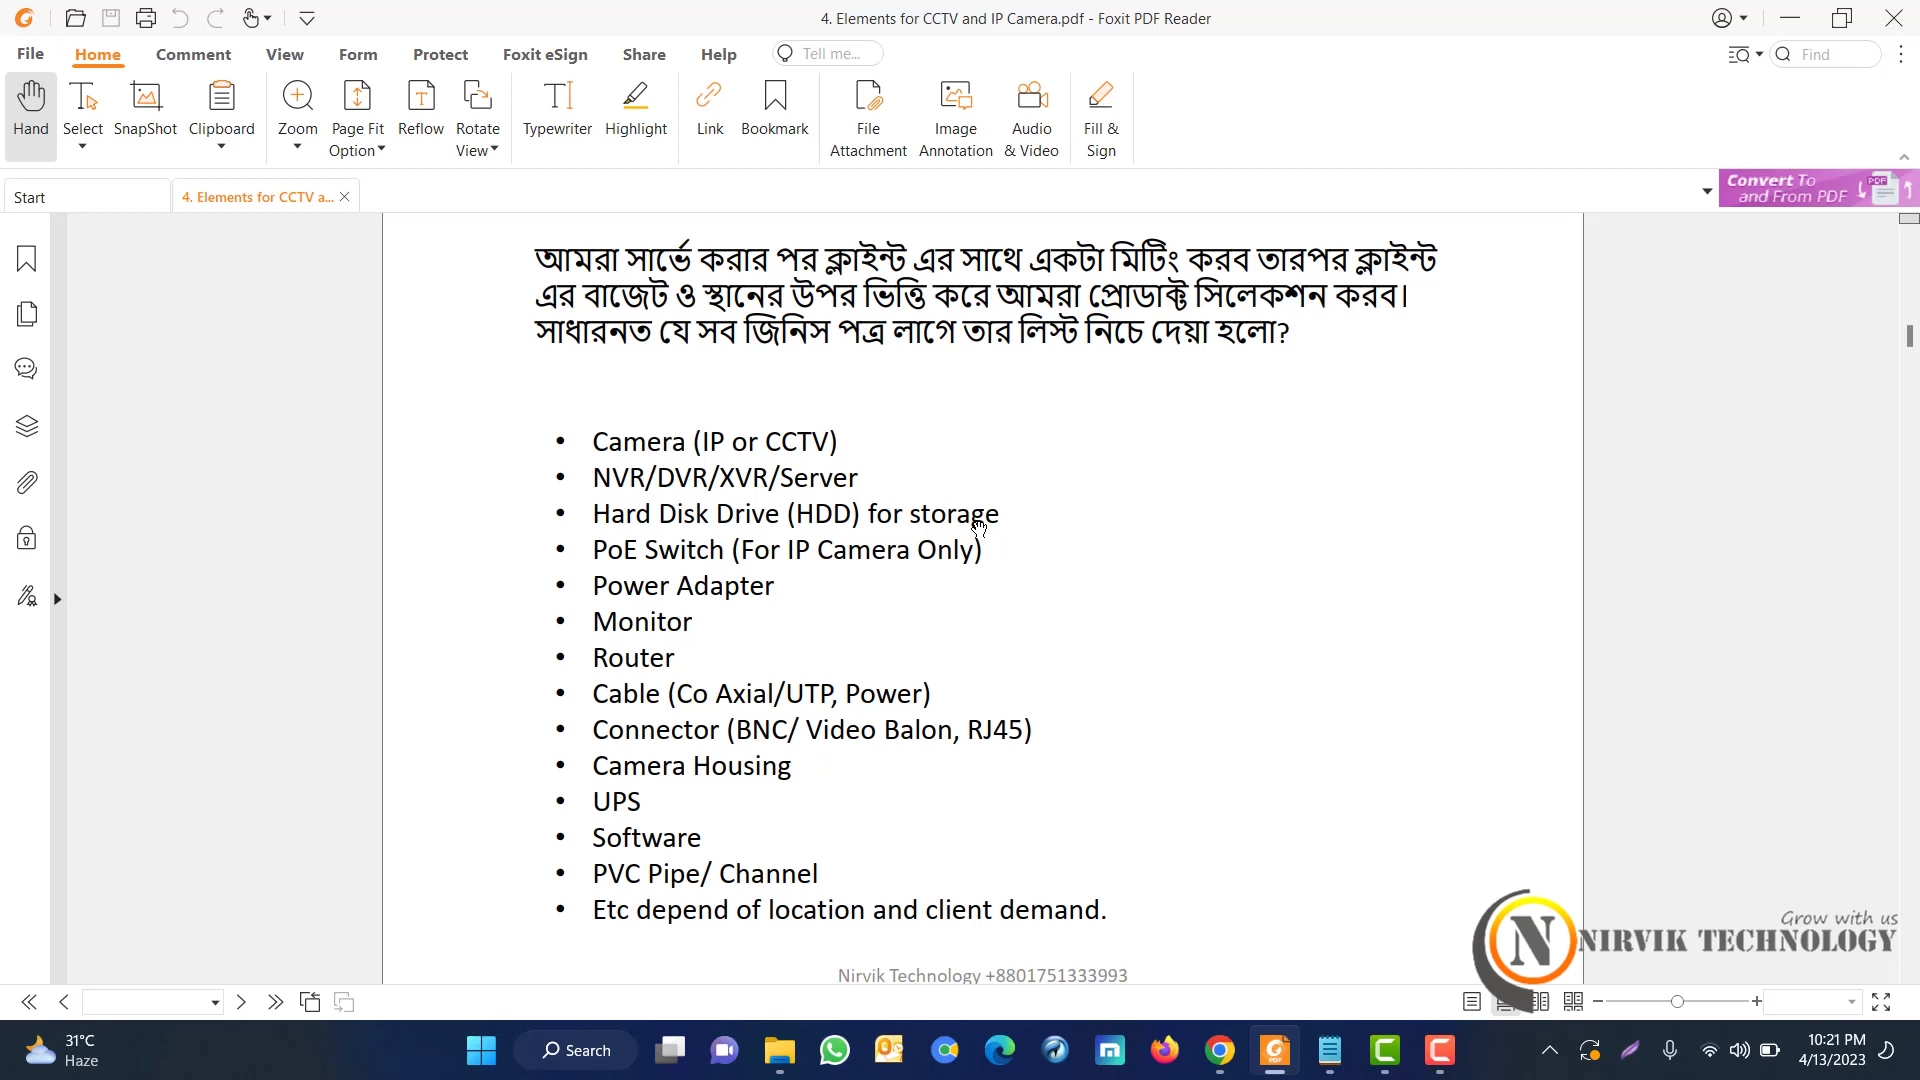 4. Elements for CCTV and IP Camera.pdf - Foxit PDF Reader
File Home Comment View Form Protect Foxit eSign Share Help Tell me... Find
Hand Select SnapShot Clipboard Zoom Page Fit Option Reflow Rotate View Typewriter Highlight Link Bookmark File Attachment Image Annotation Audio & Video Fill & Sign
Start 4. Elements for CCTV a... Convert To and From PDF PDF
আমরা সার্ভে করার পর ক্লাইন্ট এর সাথে একটা মিটিং করব তারপর ক্লাইন্ট
এর বাজেট ও স্থানের উপর ভিত্তি করে আমরা প্রোডাক্ট সিলেকশন করব।
সাধারনত যে সব জিনিস পত্র লাগে তার লিস্ট নিচে দেয়া হলো?
• Camera (IP or CCTV)
• NVR/DVR/XVR/Server
• Hard Disk Drive (HDD) for storage
• PoE Switch (For IP Camera Only)
• Power Adapter
• Monitor
• Router
• Cable (Co Axial/UTP, Power)
• Connector (BNC/ Video Balon, RJ45)
• Camera Housing
• UPS
• Software
• PVC Pipe/ Channel
• Etc depend of location and client demand.
Grow with us
N NIRVIK TECHNOLOGY
Nirvik Technology +8801751333993
31°C
Haze
Search
10:21 PM
4/13/2023